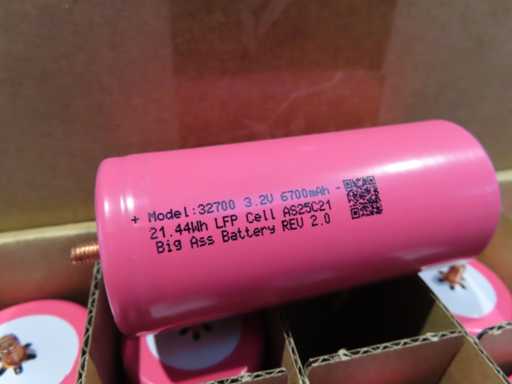 + Model:32700 3.2V 6700mAh -
21.44Wh LFP Cell AS25C21
Big Ass Battery REV 2.0